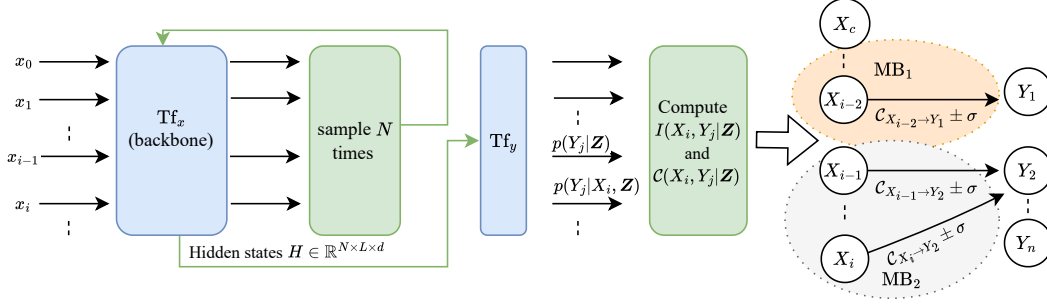 x_0
x_1
x_{i-1}
x_i
Tf_x
(backbone)
sample N
times
Hidden states H ∈ ℝ^{N×L×d}
Tf_y
p(Y_j|Z)
p(Y_j|X_i, Z)
Compute
I(X_i, Y_j|Z)
and
𝒞(X_i, Y_j|Z)
X_c
MB_1
X_{i-2}
𝒞_{X_{i-2}→Y_1} ± σ
Y_1
X_{i-1}
𝒞_{X_{i-1}→Y_2} ± σ
Y_2
X_i
𝒞_{X_i→Y_2} ± σ
Y_n
MB_2